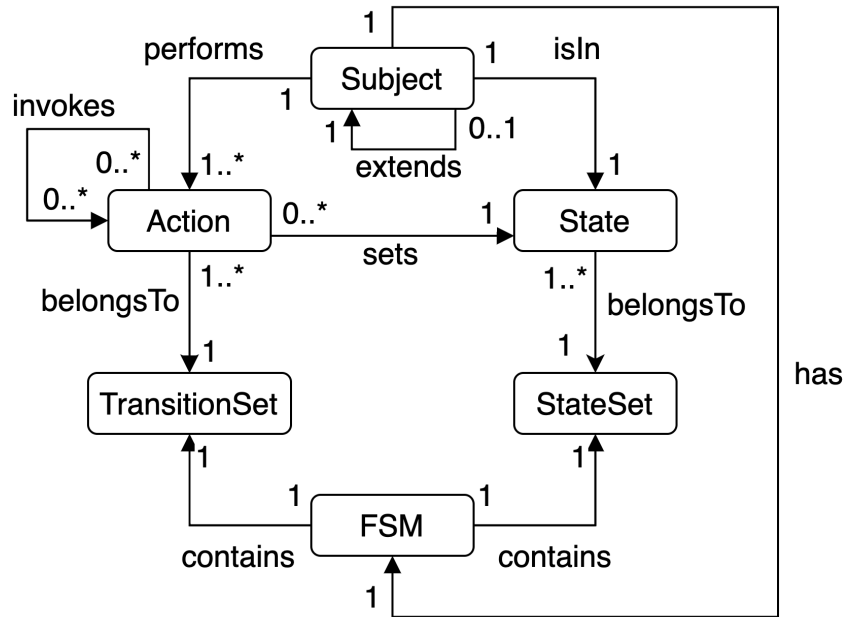 1
performs
1
isIn
Subject
1
1
0..1
invokes
extends
0..*
1..*
1
0..*
Action
0..*
1
State
sets
1..*
1..*
belongsTo
belongsTo
1
1
has
TransitionSet
StateSet
1
1
1
1
FSM
contains
contains
1